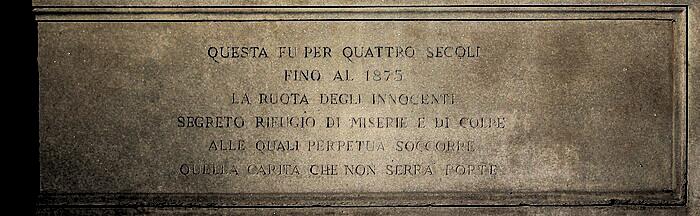 QUESTA FU PER QUATTRO SECOLI
FINO AL 1875
LA RUOTA DEGLI INNOCENTI
SEGRETO RIFUGIO DI MISERIE E DI COLPE
ALLE QUALI PERPETUA SOCCORRE
QUELLA CARITA CHE NON SERRA PORTE